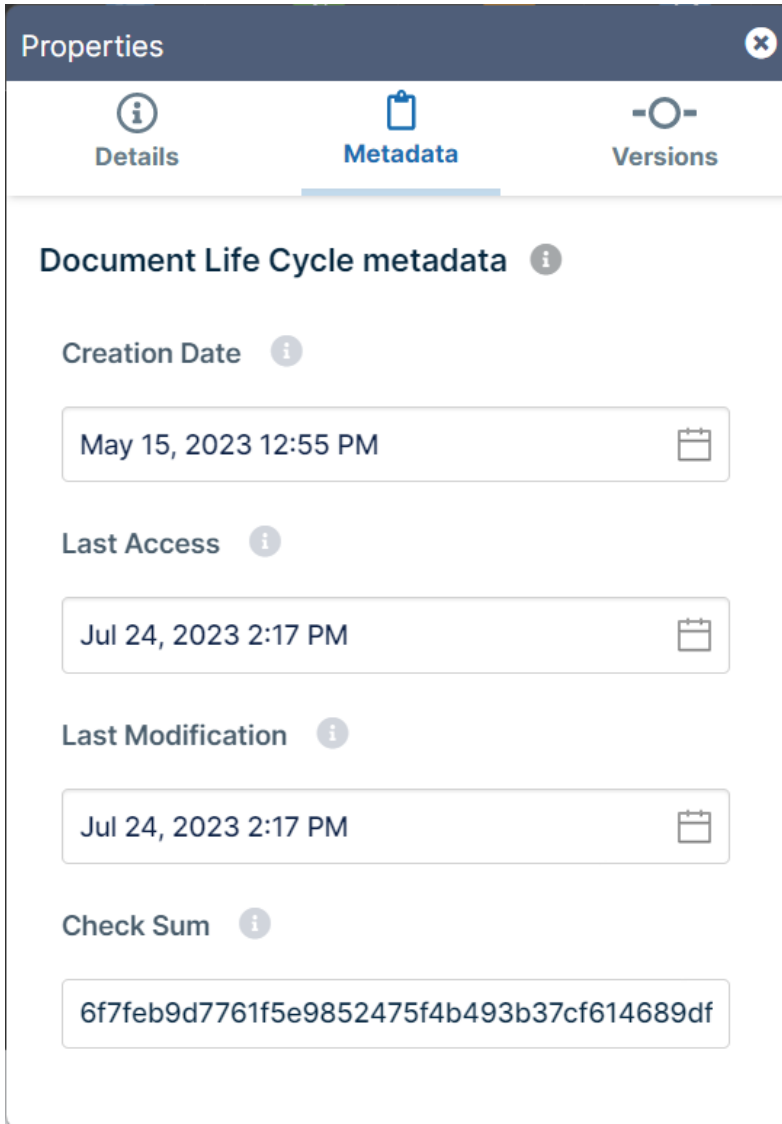 Properties
Details Metadata Versions
Document Life Cycle metadata
Creation Date
May 15, 2023 12:55 PM
Last Access
Jul 24, 2023 2:17 PM
Last Modification
Jul 24, 2023 2:17 PM
Check Sum
6f7feb9d7761f5e9852475f4b493b37cf614689df